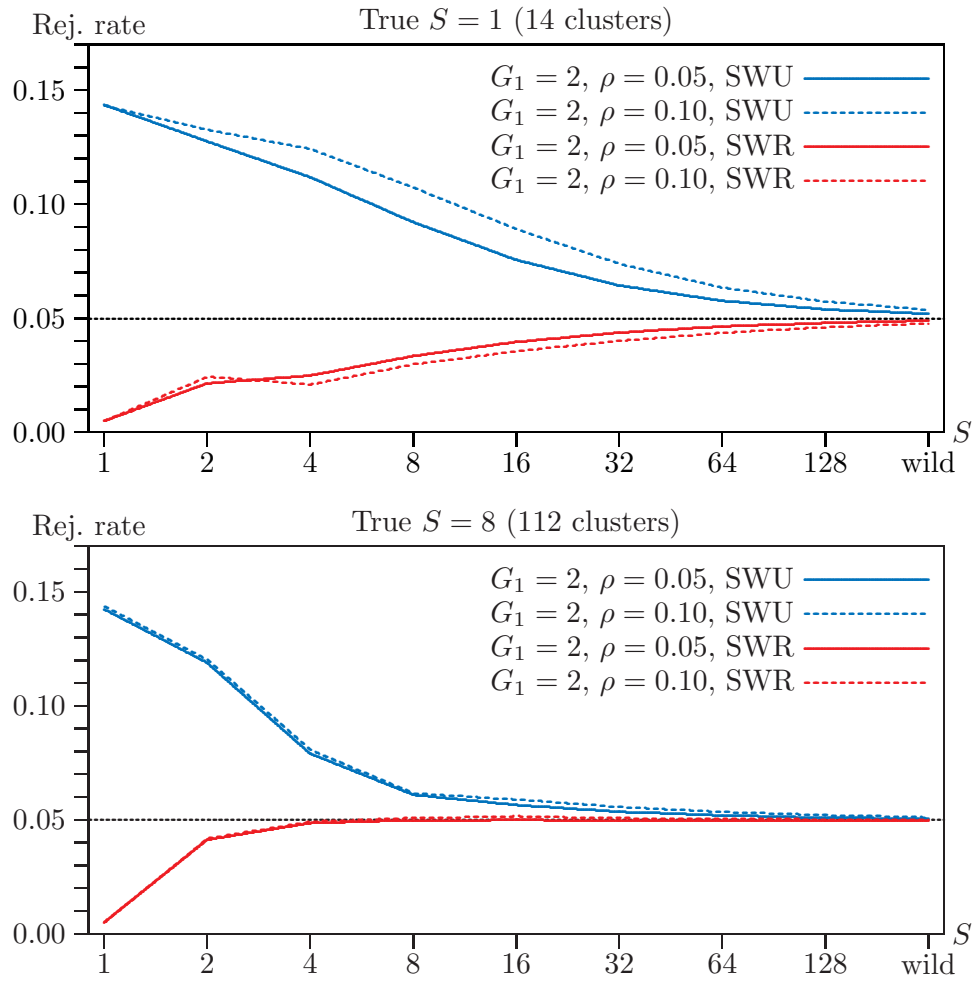 Rej. rate
True S = 1 (14 clusters)
G₁ = 2, ρ = 0.05, SWU
G₁ = 2, ρ = 0.10, SWU
G₁ = 2, ρ = 0.05, SWR
G₁ = 2, ρ = 0.10, SWR
0.15
0.10
0.05
0.00
S
1 2 4 8 16 32 64 128 wild
Rej. rate
True S = 8 (112 clusters)
G₁ = 2, ρ = 0.05, SWU
G₁ = 2, ρ = 0.10, SWU
G₁ = 2, ρ = 0.05, SWR
G₁ = 2, ρ = 0.10, SWR
0.15
0.10
0.05
0.00
S
1 2 4 8 16 32 64 128 wild